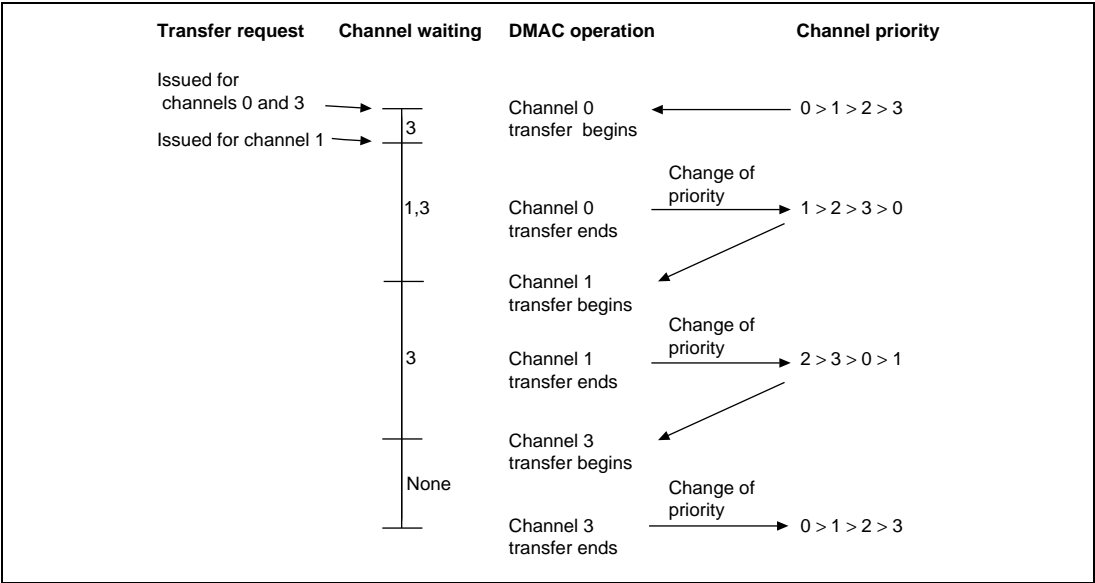 Transfer request Channel waiting DMAC operation Channel priority
Issued for
channels 0 and 3
3
Channel 0
transfer begins
0 > 1 > 2 > 3
Issued for channel 1
1,3
Channel 0
transfer ends
Change of
priority
1 > 2 > 3 > 0
Channel 1
transfer begins
3
Channel 1
transfer ends
Change of
priority
2 > 3 > 0 > 1
Channel 3
transfer begins
None
Channel 3
transfer ends
Change of
priority
0 > 1 > 2 > 3